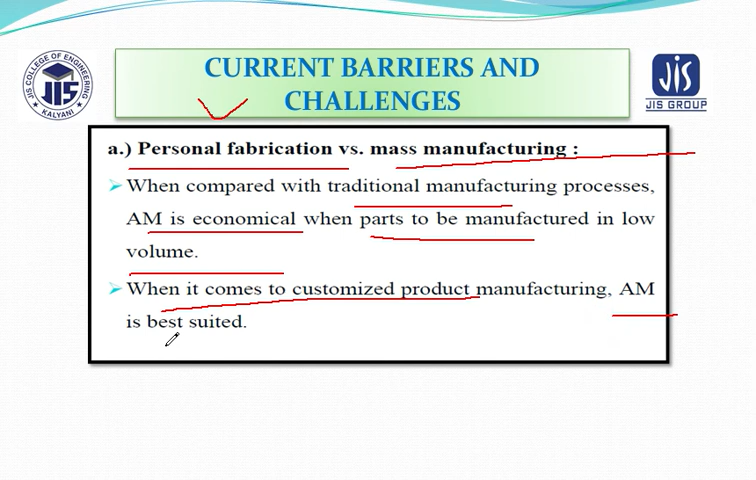 CURRENT BARRIERS AND
CHALLENGES
JIS COLLEGE OF ENGINEERING
JIS
KALYANI
JIS
JIS GROUP
a.) Personal fabrication vs. mass manufacturing :
➢ When compared with traditional manufacturing processes,
AM is economical when parts to be manufactured in low
volume.
➢ When it comes to customized product manufacturing, AM
is best suited.